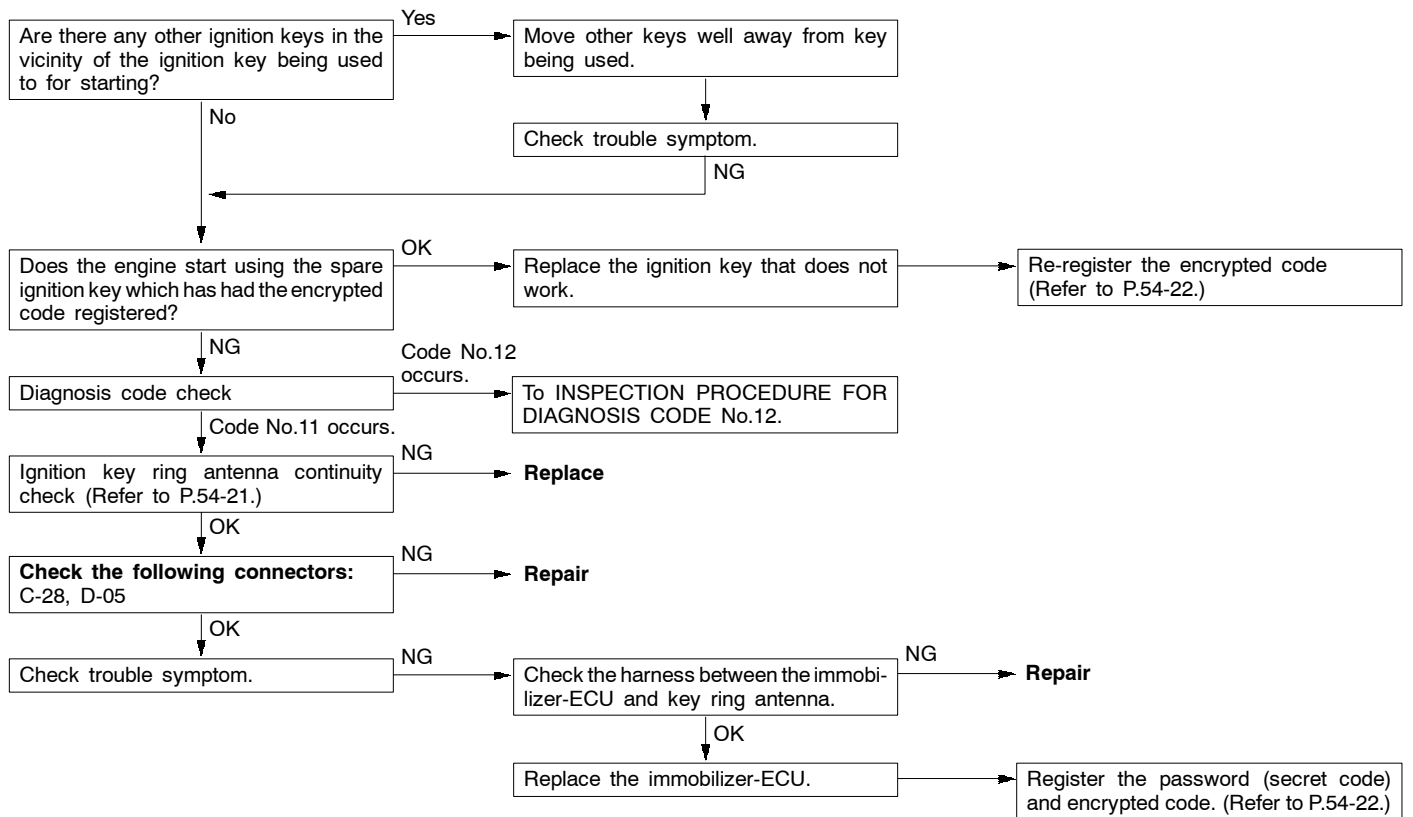 Are there any other ignition keys in the
vicinity of the ignition key being used
to for starting?
Yes
Move other keys well away from key
being used.
No
Check trouble symptom.
NG
Does the engine start using the spare
ignition key which has had the encrypted
code registered?
OK
Replace the ignition key that does not
work.
Re-register the encrypted code
(Refer to P.54-22.)
NG
Diagnosis code check
Code No.12
occurs.
To INSPECTION PROCEDURE FOR
DIAGNOSIS CODE No.12.
Code No.11 occurs.
Ignition key ring antenna continuity
check (Refer to P.54-21.)
NG
Replace
OK
Check the following connectors:
C-28, D-05
NG
Repair
OK
Check trouble symptom.
NG
Check the harness between the immobi-
lizer-ECU and key ring antenna.
NG
Repair
OK
Replace the immobilizer-ECU.
Register the password (secret code)
and encrypted code. (Refer to P.54-22.)